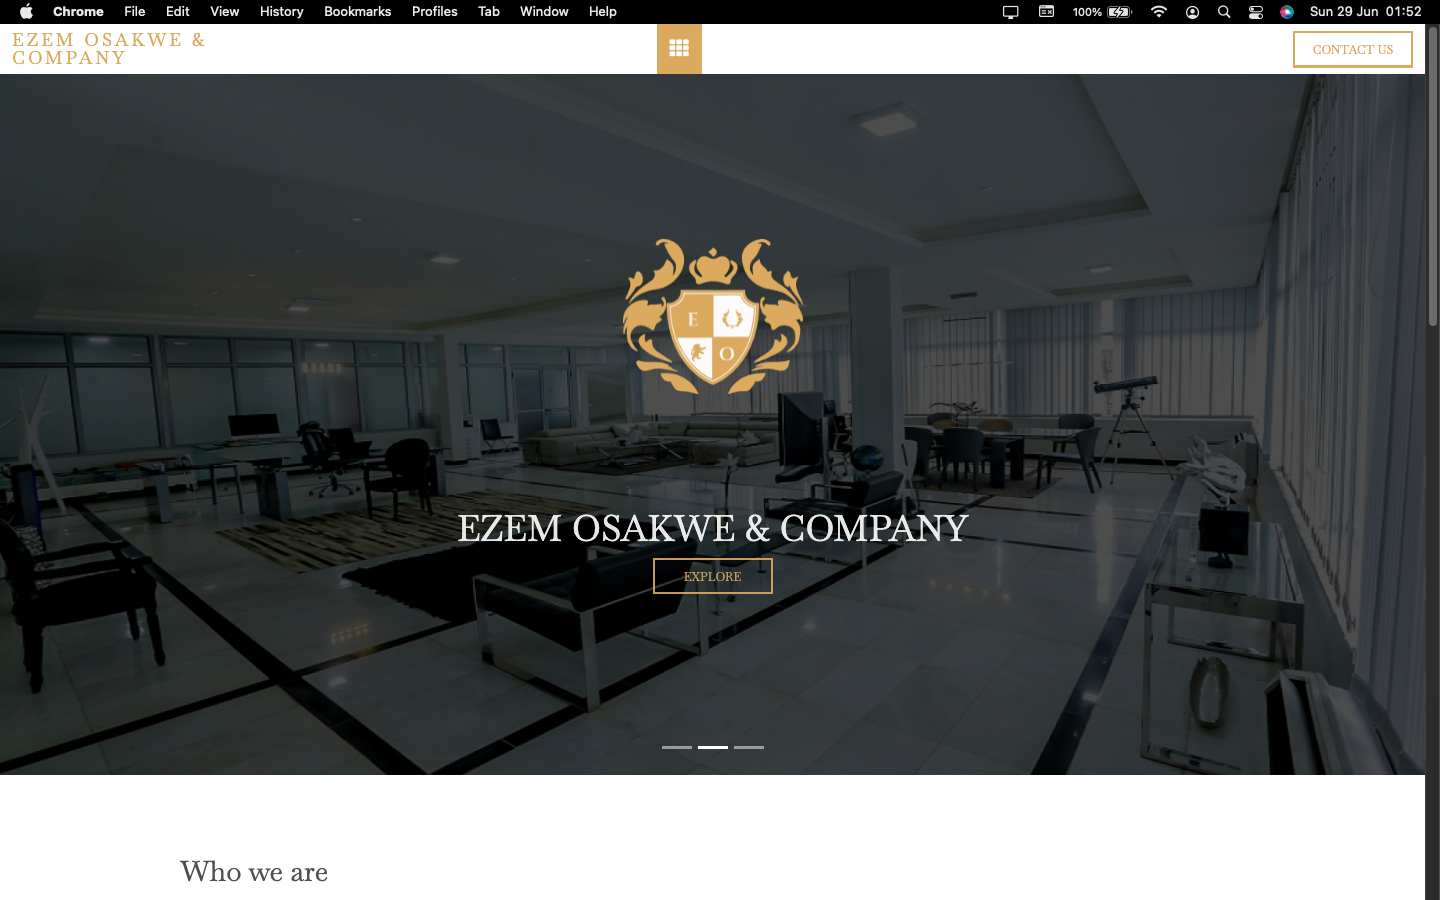 Chrome File Edit View History Bookmarks Profiles Tab Window Help 100% Sun 29 Jun 01:52
EZEM OSAKWE &
COMPANY
CONTACT US
E
O
EZEM OSAKWE & COMPANY
EXPLORE
Who we are